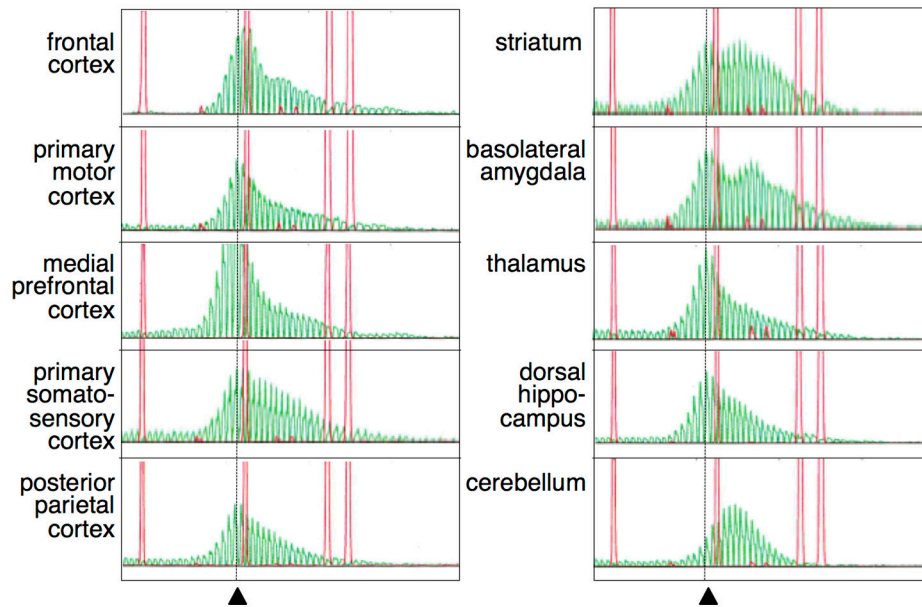 frontal
cortex
primary
motor
cortex
medial
prefrontal
cortex
primary
somato-
sensory
cortex
posterior
parietal
cortex
striatum
basolateral
amygdala
thalamus
dorsal
hippo-
campus
cerebellum